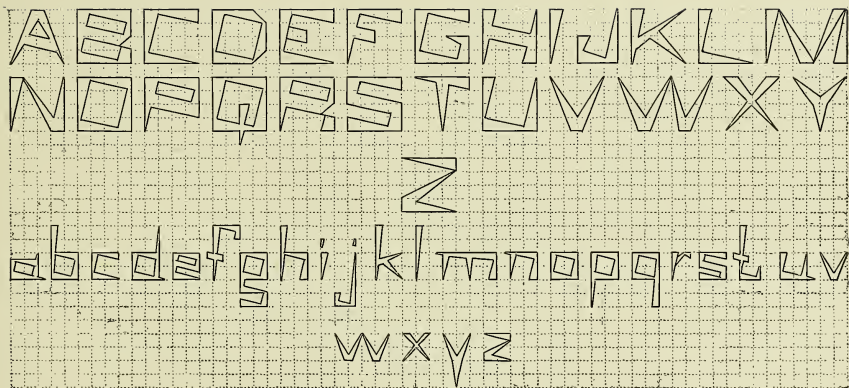 ABCDEFGHIJKLM
NOPQRSTUVWXY
Z
abcdefghijklmnopqrstuv
wxyz